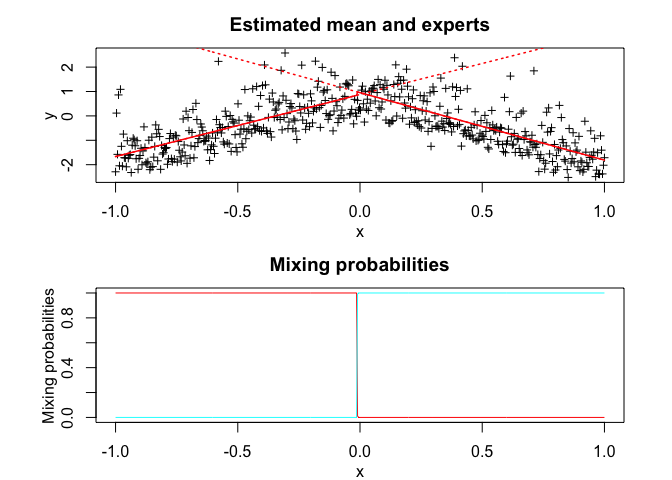 Estimated mean and experts
y
2
1
0
-2
-1.0 -0.5 0.0 0.5 1.0
x
Mixing probabilities
Mixing probabilities
0.8
0.4
0.0
-1.0 -0.5 0.0 0.5 1.0
x